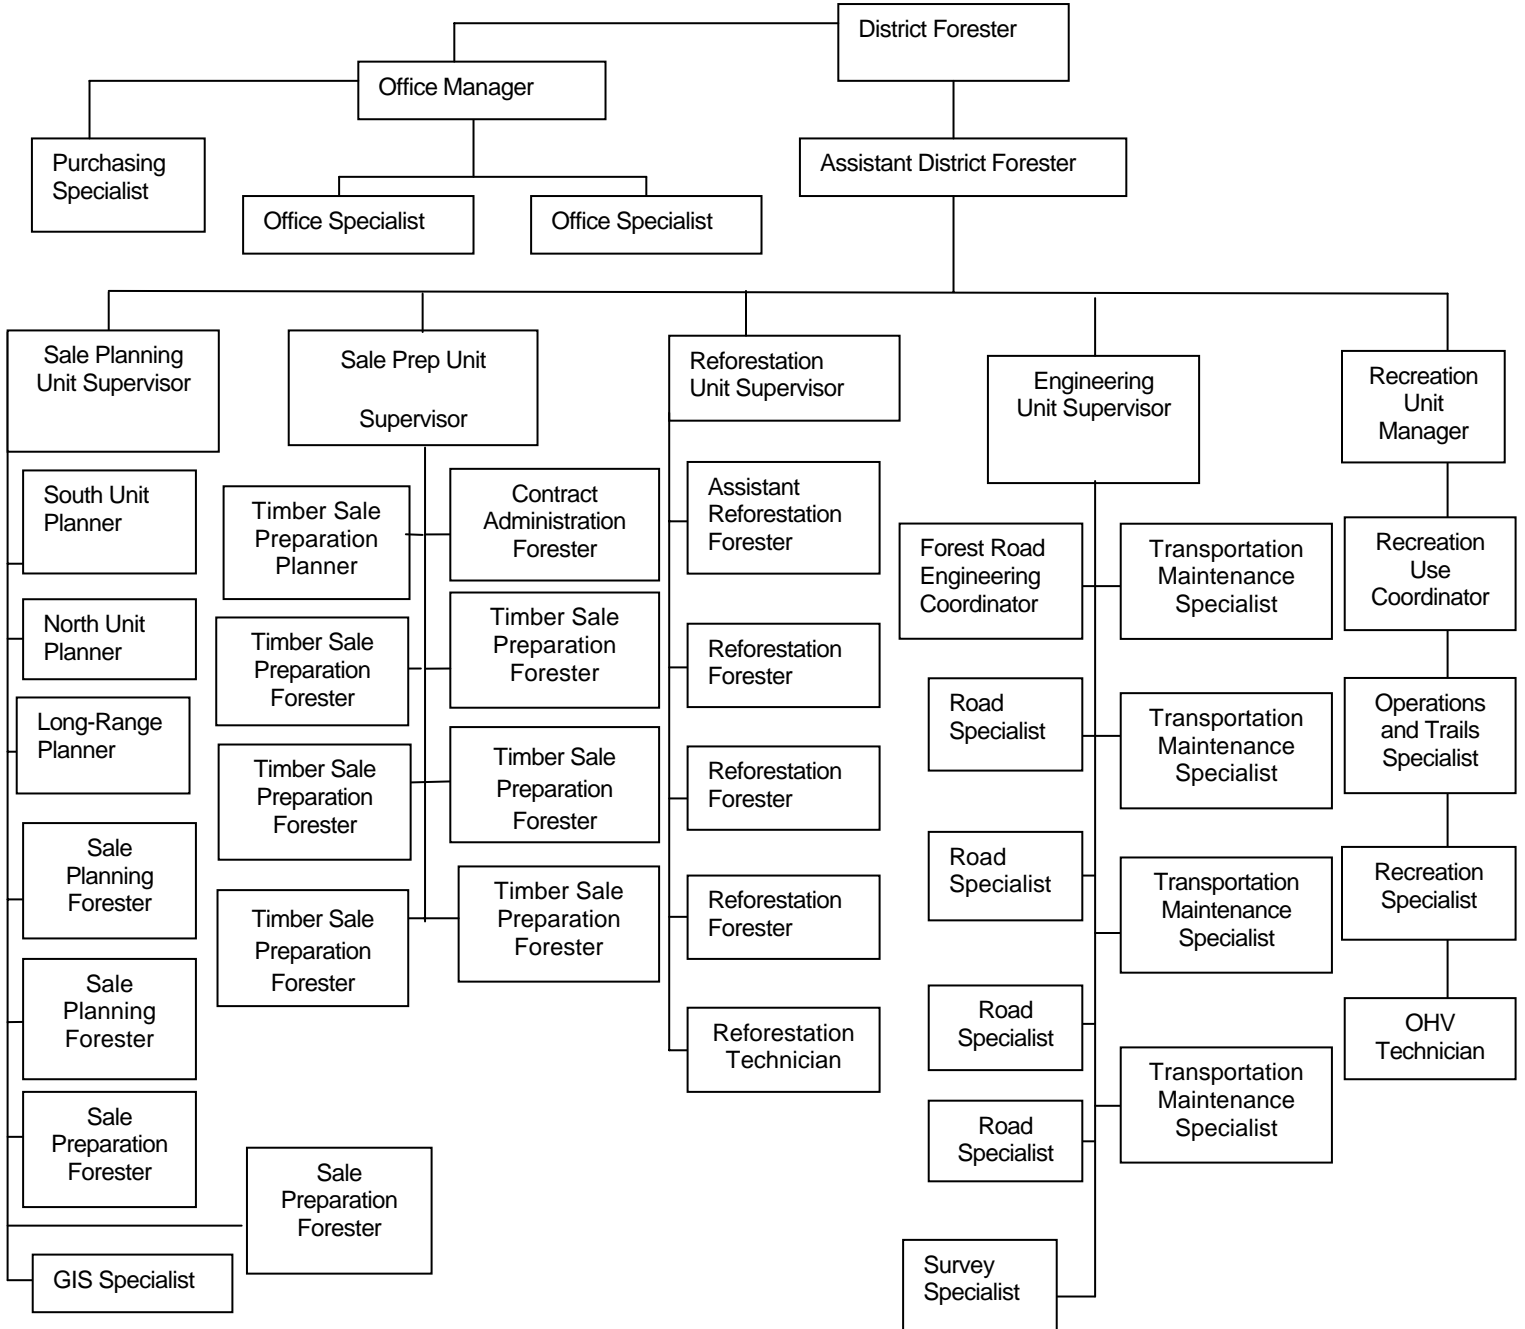 District Forester
Office Manager
Purchasing
Specialist
Assistant District Forester
Office Specialist
Office Specialist
Sale Planning
Unit Supervisor
Sale Prep Unit
Supervisor
Reforestation
Unit Supervisor
Engineering
Unit Supervisor
Recreation
Unit
Manager
South Unit
Planner
North Unit
Planner
Long-Range
Planner
Sale
Planning
Forester
Sale
Planning
Forester
Sale
Preparation
Forester
Sale
Preparation
Forester
GIS Specialist
Timber Sale
Preparation
Planner
Timber Sale
Preparation
Forester
Timber Sale
Preparation
Forester
Timber Sale
Preparation
Forester
Contract
Administration
Forester
Timber Sale
Preparation
Forester
Timber Sale
Preparation
Forester
Timber Sale
Preparation
Forester
Assistant
Reforestation
Forester
Reforestation
Forester
Reforestation
Forester
Reforestation
Forester
Reforestation
Technician
Forest Road
Engineering
Coordinator
Road
Specialist
Road
Specialist
Road
Specialist
Road
Specialist
Survey
Specialist
Transportation
Maintenance
Specialist
Transportation
Maintenance
Specialist
Transportation
Maintenance
Specialist
Transportation
Maintenance
Specialist
Recreation
Use
Coordinator
Operations
and Trails
Specialist
Recreation
Specialist
OHV
Technician